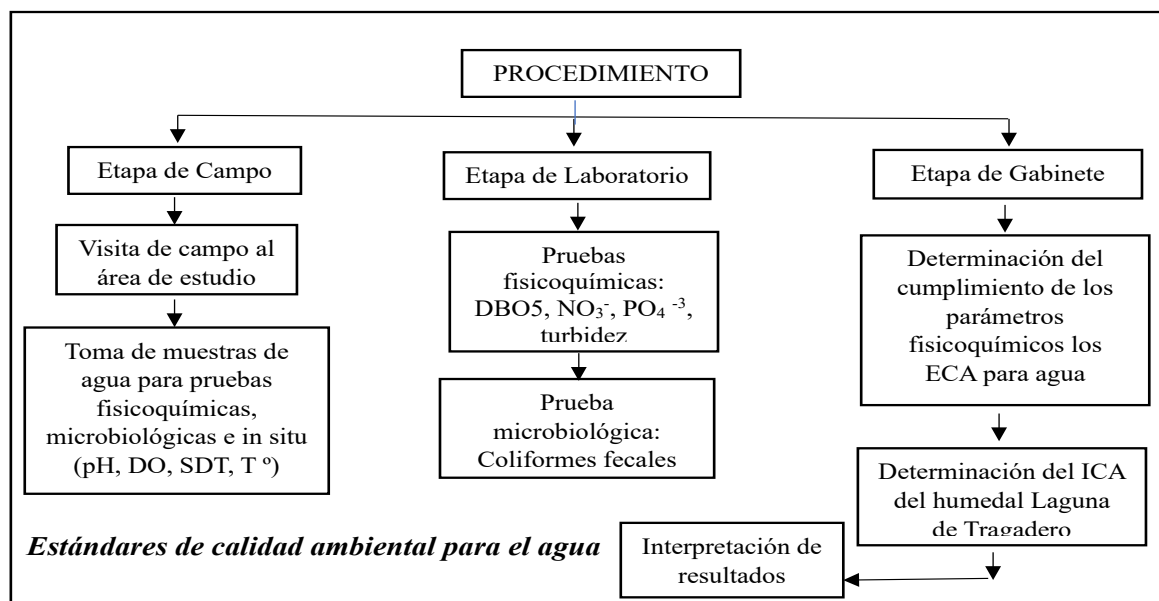 PROCEDIMIENTO
Etapa de Campo
Visita de campo al
área de estudio
Toma de muestras de
agua para pruebas
fisicoquímicas,
microbiológicas e in situ
(pH, DO, SDT, T º)
Etapa de Laboratorio
Pruebas
fisicoquímicas:
DBO5, NO₃⁻, PO₄ ⁻³,
turbidez
Prueba
microbiológica:
Coliformes fecales
Etapa de Gabinete
Determinación del
cumplimiento de los
parámetros
fisicoquímicos los
ECA para agua
Determinación del ICA
del humedal Laguna
de Tragadero
Interpretación de
resultados
Estándares de calidad ambiental para el agua